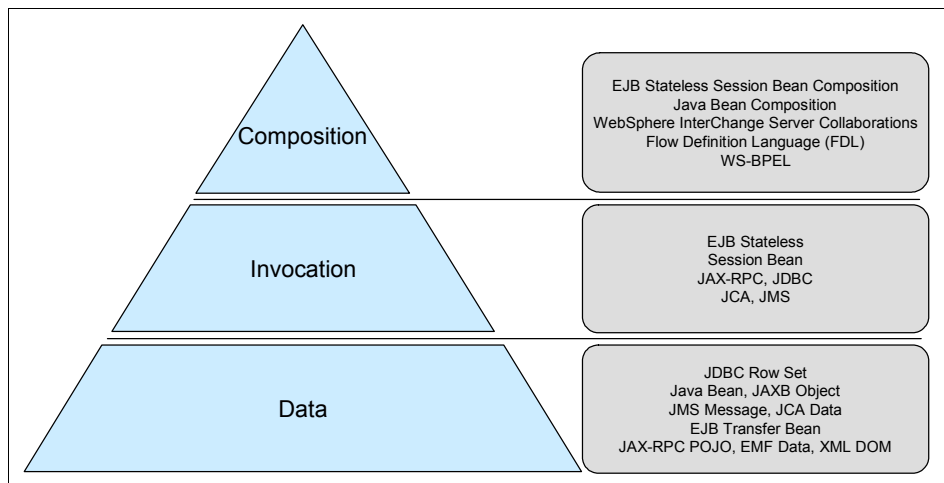 Composition
EJB Stateless Session Bean Composition
Java Bean Composition
WebSphere InterChange Server Collaborations
Flow Definition Language (FDL)
WS-BPEL
Invocation
EJB Stateless
Session Bean
JAX-RPC, JDBC
JCA, JMS
Data
JDBC Row Set
Java Bean, JAXB Object
JMS Message, JCA Data
EJB Transfer Bean
JAX-RPC POJO, EMF Data, XML DOM